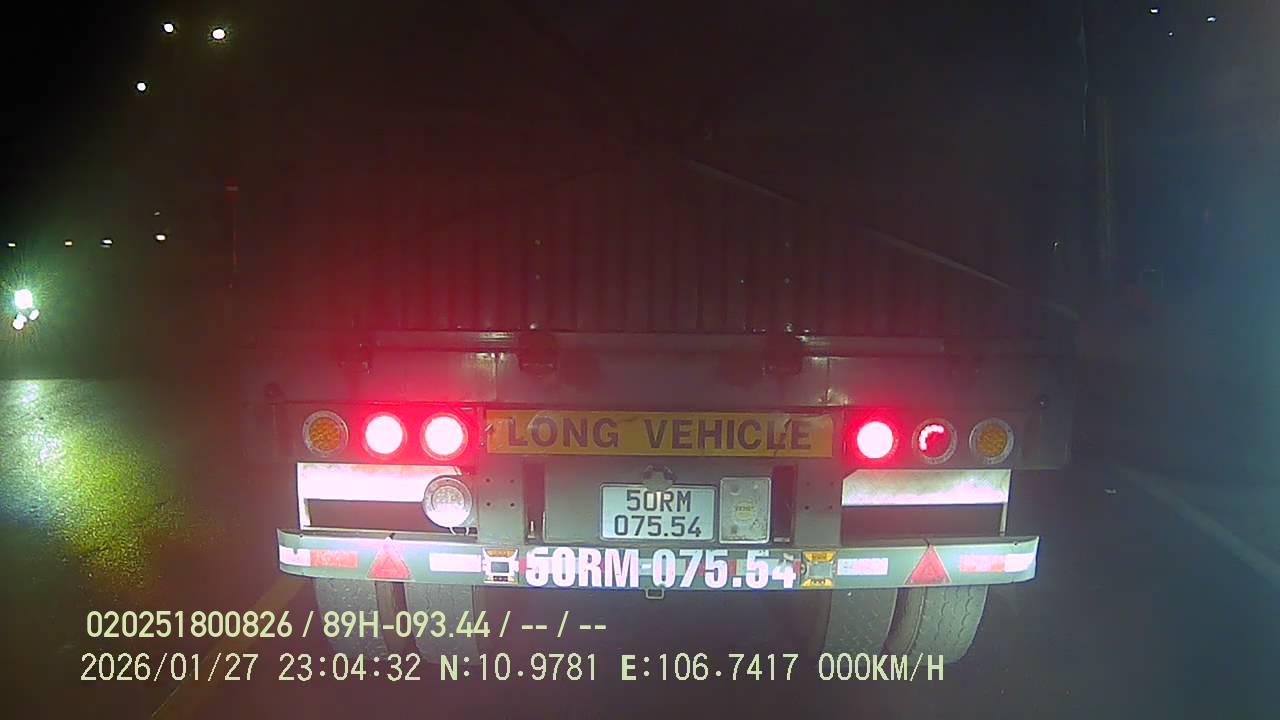 LONG VEHICLE
50RM
075.54
50RM-075.54
020251800826 / 89H-093.44 / -- / --
2026/01/27 23:04:32 N:10.9781 E:106.7417 000KM/H